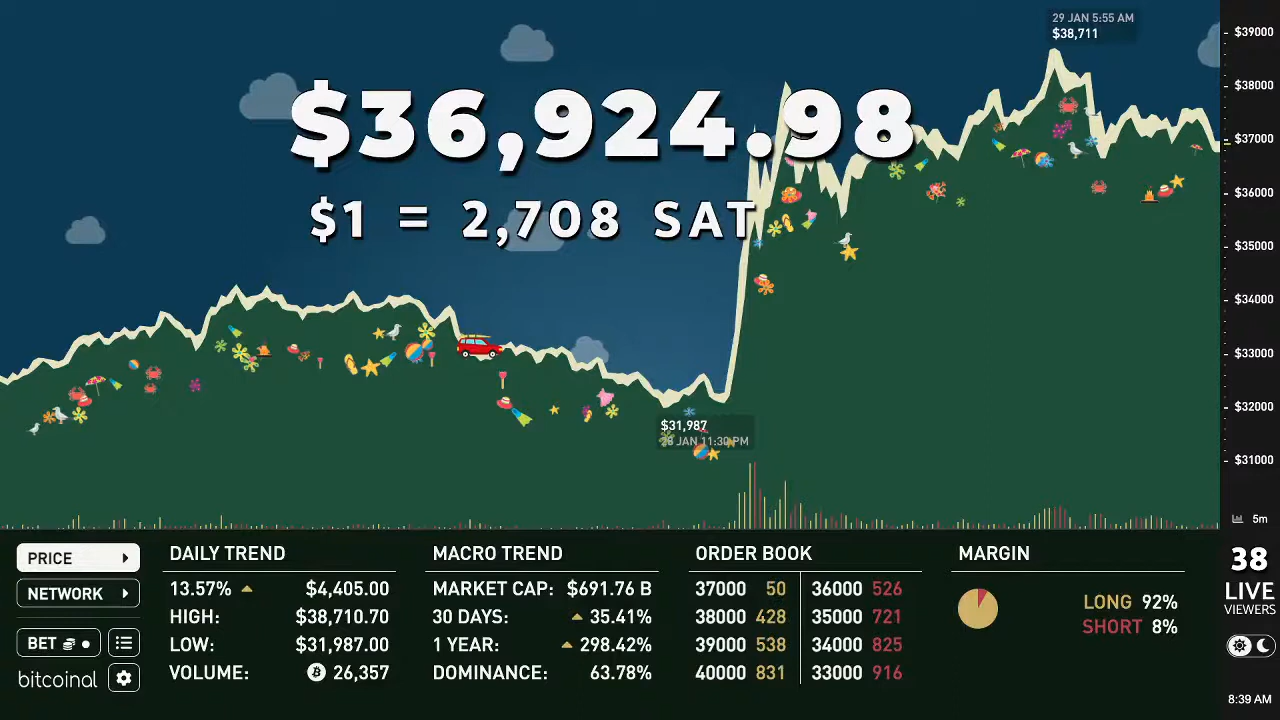 29 JAN 5:55 AM
$38,711
$36,924.98
$1 = 2,708 SAT
$31,987
28 JAN 11:30 PM
$39000
$38000
$37000
$36000
$35000
$34000
$33000
$32000
$31000
5m
PRICE
NETWORK
BET
bitcoinal
DAILY TREND
13.57% $4,405.00
HIGH: $38,710.70
LOW: $31,987.00
VOLUME: 26,357
MACRO TREND
MARKET CAP: $691.76 B
30 DAYS: 35.41%
1 YEAR: 298.42%
DOMINANCE: 63.78%
ORDER BOOK
37000 50 36000 526
38000 428 35000 721
39000 538 34000 825
40000 831 33000 916
MARGIN
LONG 92%
SHORT 8%
38
LIVE
VIEWERS
8:39 AM